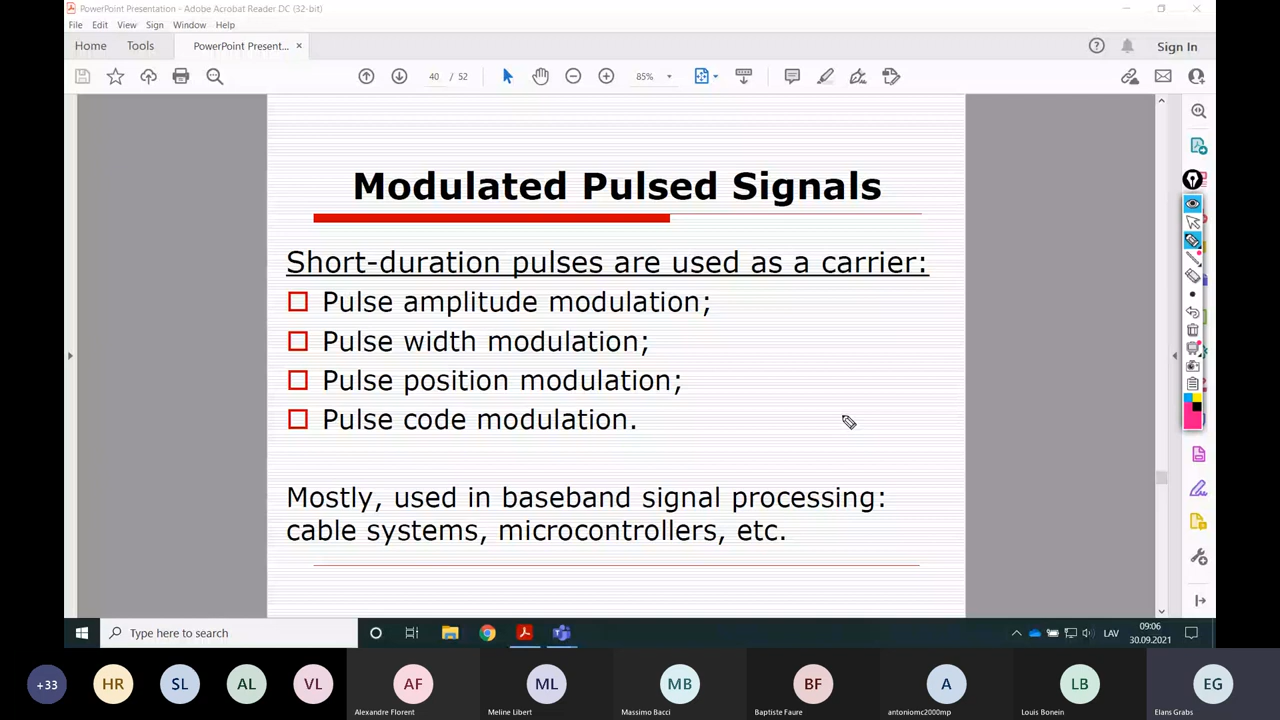 PowerPoint Presentation - Adobe Acrobat Reader DC (32-bit)
File Edit View Sign Window Help
Home Tools PowerPoint Present... × Sign In
40 / 52 85%
Modulated Pulsed Signals
Short-duration pulses are used as a carrier:
Pulse amplitude modulation;
Pulse width modulation;
Pulse position modulation;
Pulse code modulation.
Mostly, used in baseband signal processing:
cable systems, microcontrollers, etc.
Type here to search
LAV
09:06
30.09.2021
+33 HR SL AL VL AF ML MB BF A LB EG
Alexandre Florent Meline Libert Massimo Bacci Baptiste Faure antoniomc2000mp Louis Bonein Elans Grabs